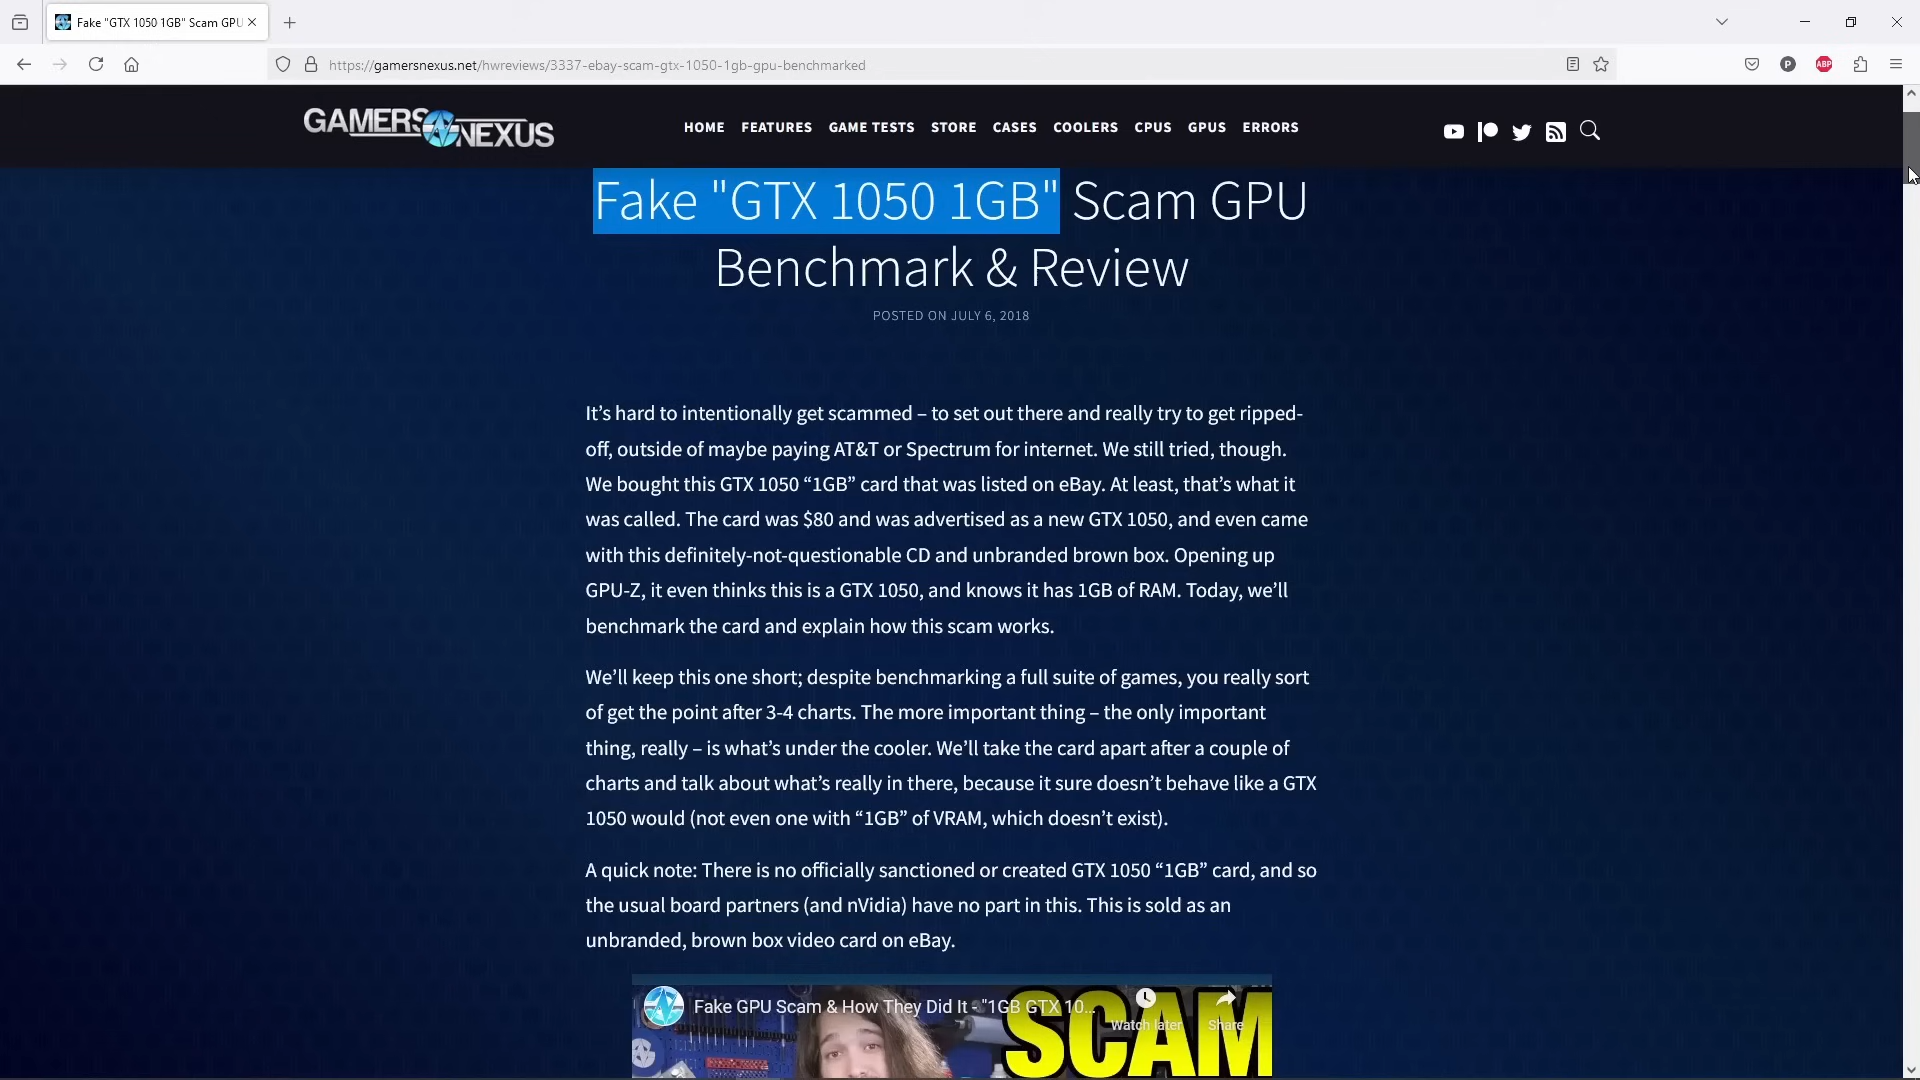 Fake "GTX 1050 1GB" Scam GPU
https://gamersnexus.net/hwreviews/3337-ebay-scam-gtx-1050-1gb-gpu-benchmarked
P
ABP
GAMERS NEXUS
HOME FEATURES GAME TESTS STORE CASES COOLERS CPUS GPUS ERRORS
Fake "GTX 1050 1GB" Scam GPU
Benchmark & Review
POSTED ON JULY 6, 2018
It’s hard to intentionally get scammed – to set out there and really try to get ripped-
off, outside of maybe paying AT&T or Spectrum for internet. We still tried, though.
We bought this GTX 1050 “1GB” card that was listed on eBay. At least, that’s what it
was called. The card was $80 and was advertised as a new GTX 1050, and even came
with this definitely-not-questionable CD and unbranded brown box. Opening up
GPU-Z, it even thinks this is a GTX 1050, and knows it has 1GB of RAM. Today, we’ll
benchmark the card and explain how this scam works.
We’ll keep this one short; despite benchmarking a full suite of games, you really sort
of get the point after 3-4 charts. The more important thing – the only important
thing, really – is what’s under the cooler. We’ll take the card apart after a couple of
charts and talk about what’s really in there, because it sure doesn’t behave like a GTX
1050 would (not even one with “1GB” of VRAM, which doesn’t exist).
A quick note: There is no officially sanctioned or created GTX 1050 “1GB” card, and so
the usual board partners (and nVidia) have no part in this. This is sold as an
unbranded, brown box video card on eBay.
Fake GPU Scam & How They Did It - "1GB GTX 10...
Watch later Share
SCAM